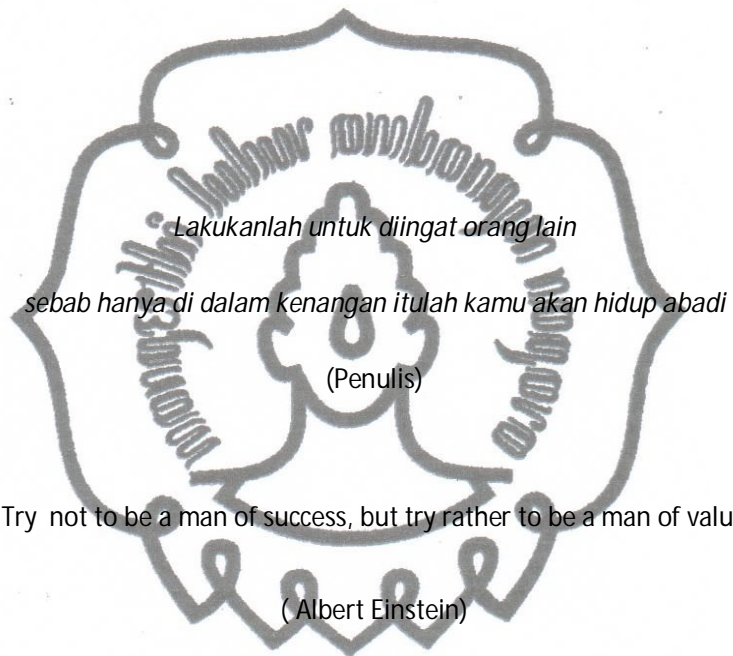 Lakukanlah untuk diingat orang lain
sebab hanya di dalam kenangan itulah kamu akan hidup abadi
(Penulis)
Try not to be a man of success, but try rather to be a man of valu
( Albert Einstein)